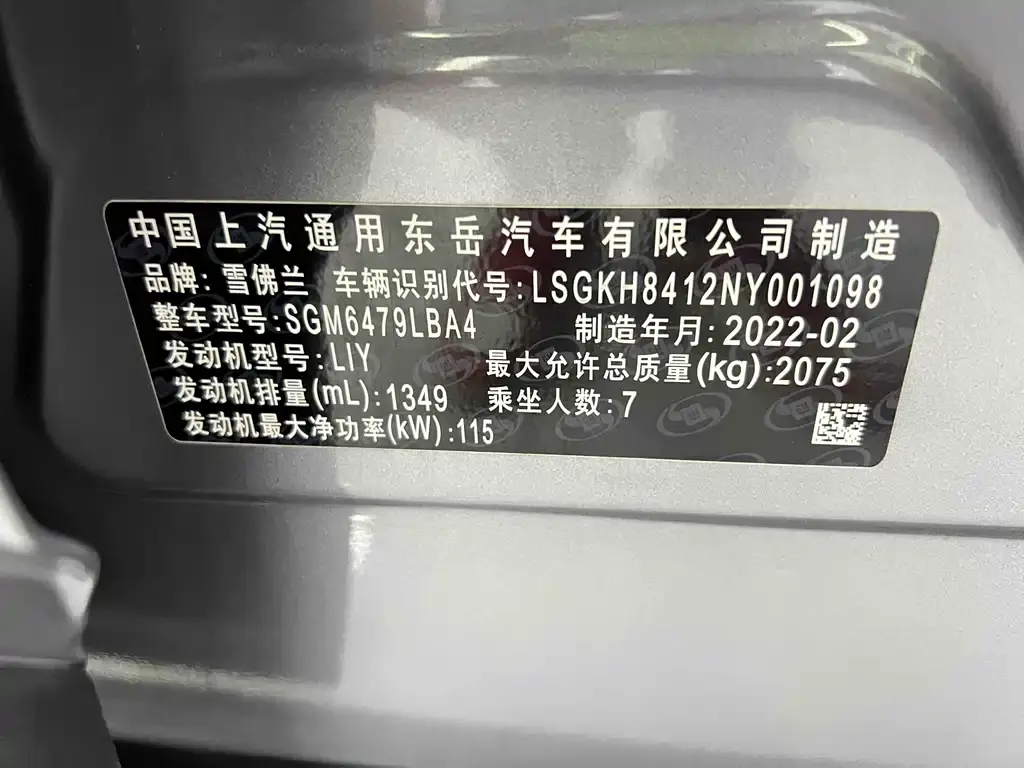 中国上汽通用东岳汽车有限公司制造
品牌: 雪佛兰 车辆识别代号:LSGKH8412NY001098
整车型号:SGM6479LBA4 制造年月: 2022-02
发动机型号: LIY 最大允许总质量(kg):2075
发动机排量(mL): 1349 乘坐人数: 7
发动机最大净功率(kW) :115